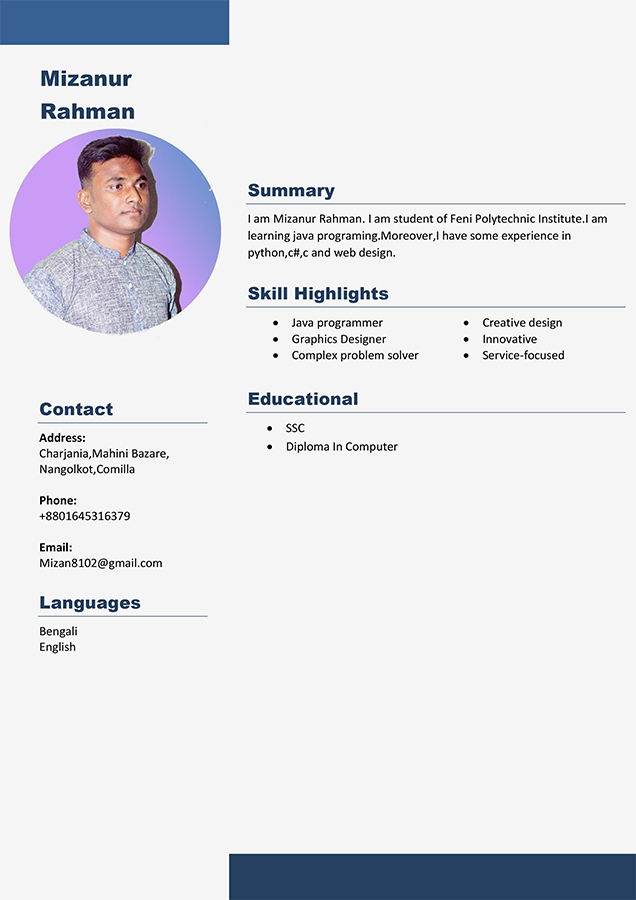 Mizanur
Rahman
Summary
I am Mizanur Rahman. I am student of Feni Polytechnic Institute.I am
learning java programing.Moreover,I have some experience in
python,c#,c and web design.
Skill Highlights
• Java programmer
• Graphics Designer
• Complex problem solver
• Creative design
• Innovative
• Service-focused
Educational
• SSC
• Diploma In Computer
Contact
Address:
Charjania,Mahini Bazare,
Nangolkot,Comilla
Phone:
+8801645316379
Email:
Mizan8102@gmail.com
Languages
Bengali
English